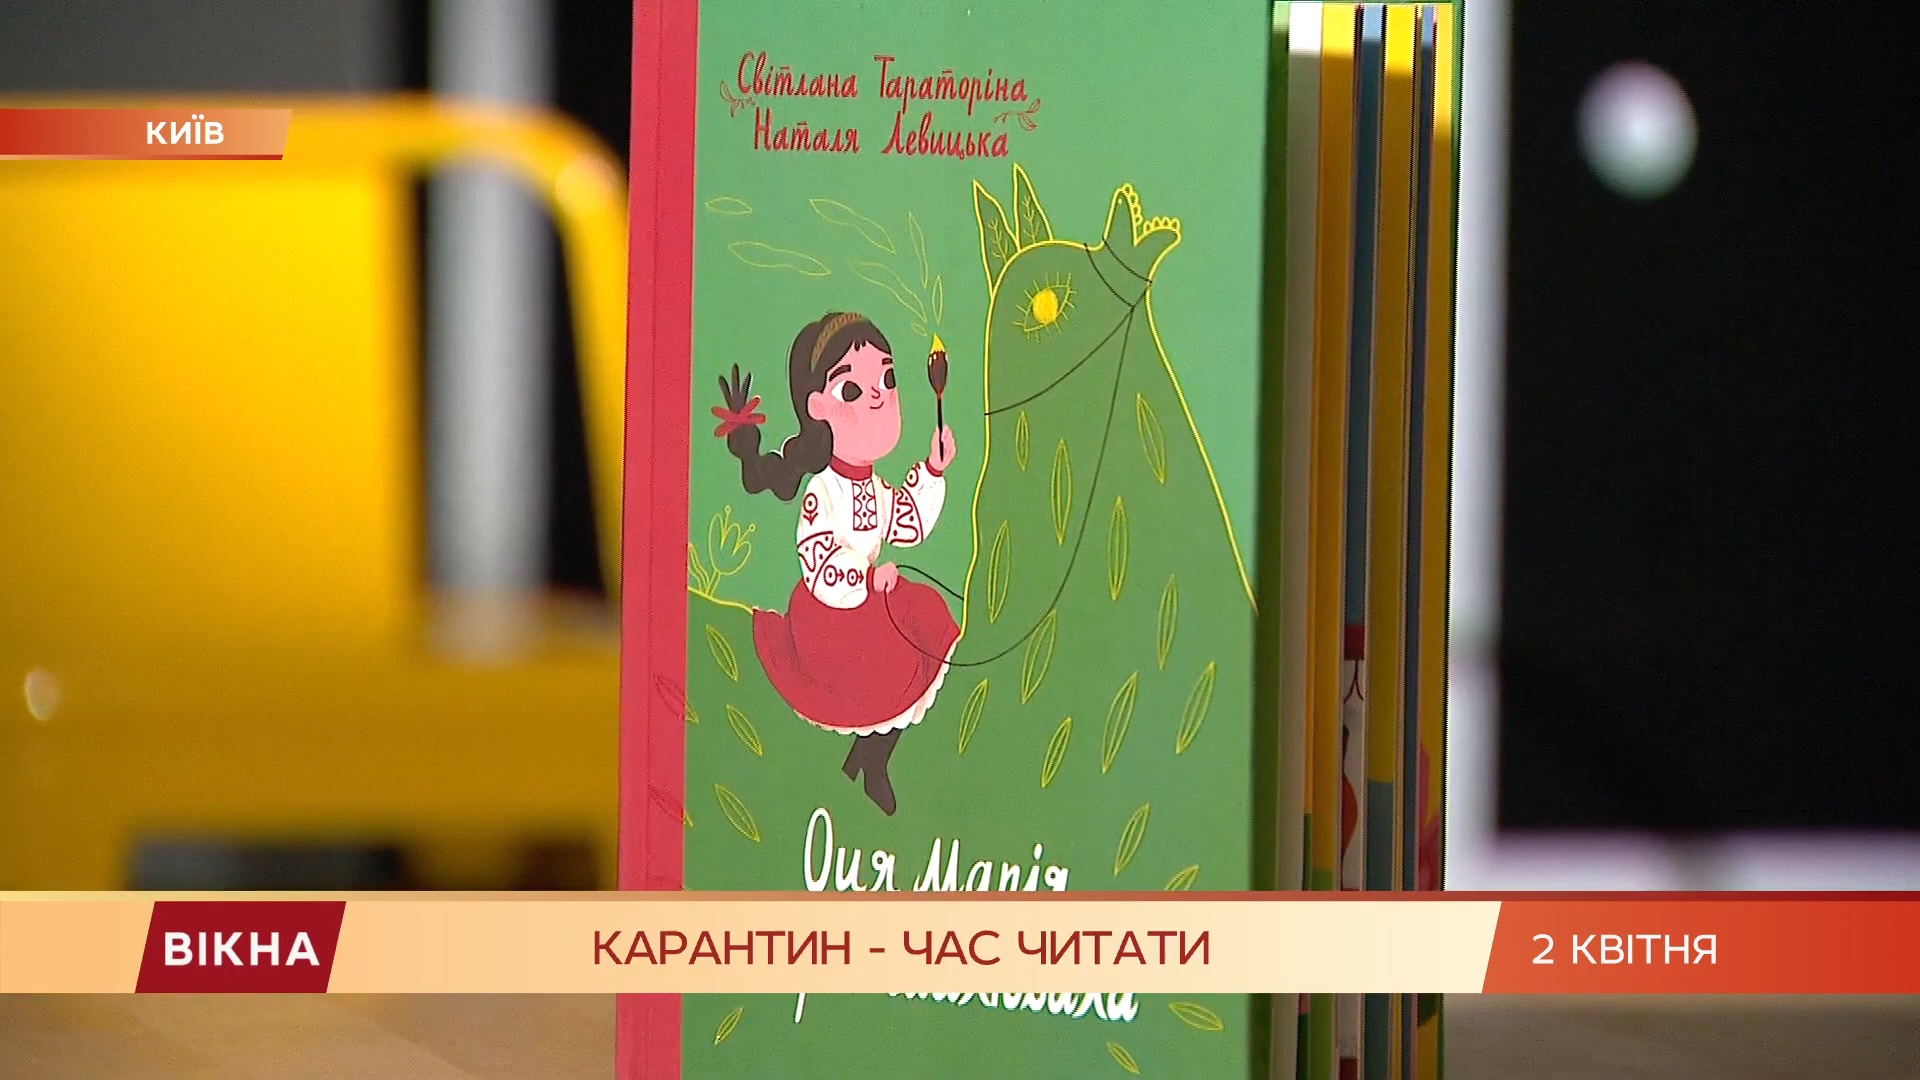 Світлана Тараторіна
Наталя Левицька
КИЇВ
Оця Марія
ВІКНА
КАРАНТИН - ЧАС ЧИТАТИ
2 КВІТНЯ